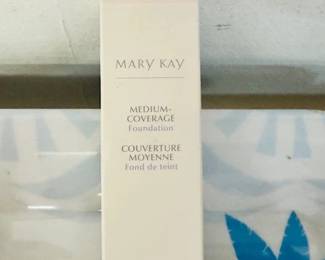 MARY KAY
MEDIUM-
COVERAGE
Foundation
COUVERTURE
MOYENNE
Fond de teint